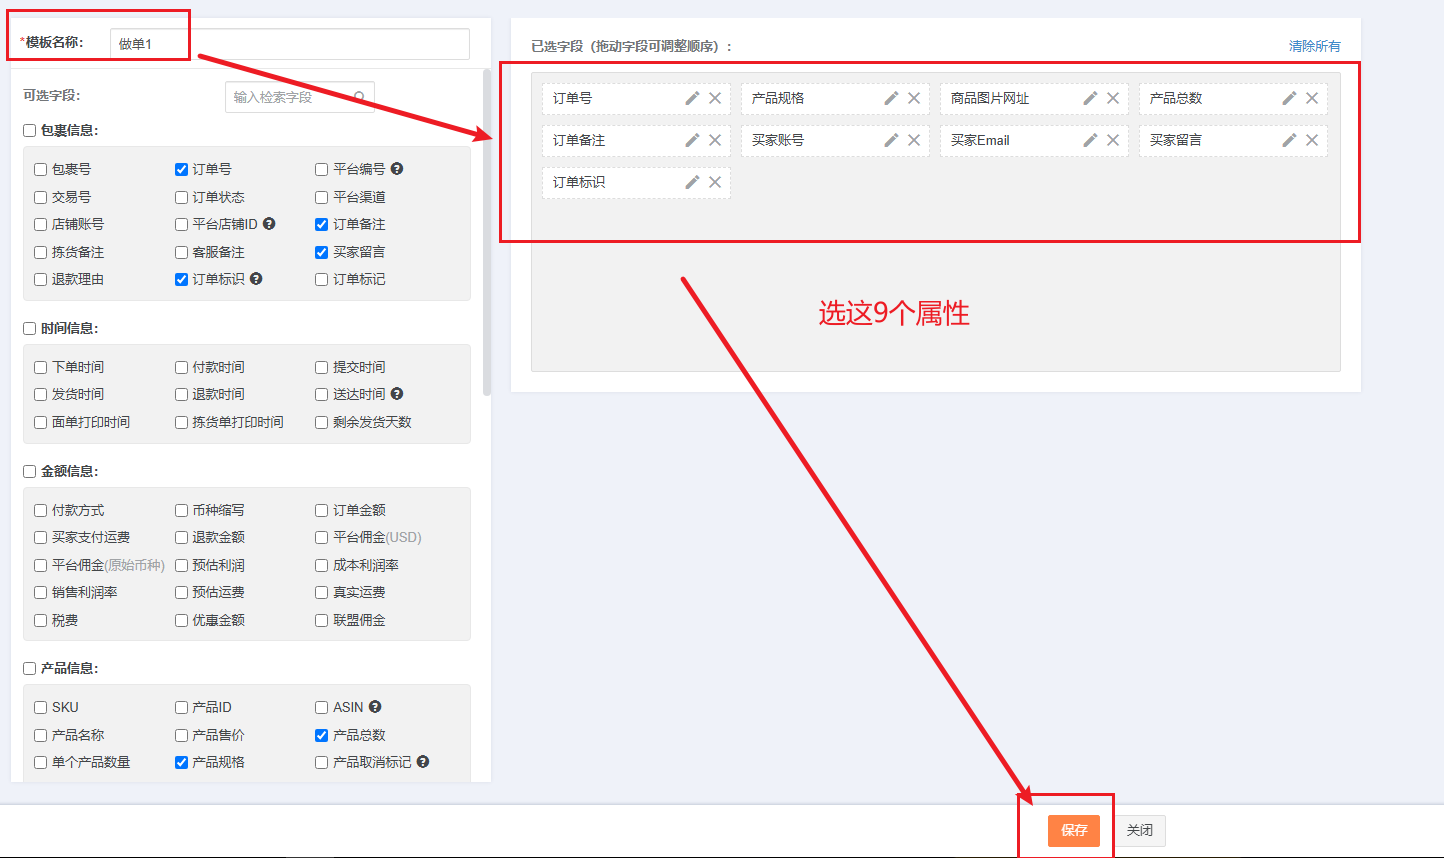 *模板名称:
做单1
可选字段:
输入检索字段
包裹信息:
包裹号 订单号 平台编号 ?
交易号 订单状态 平台渠道
店铺账号 平台店铺ID ? 订单备注
拣货备注 客服备注 买家留言
退款理由 订单标识 ? 订单标记
时间信息:
下单时间 付款时间 提交时间
发货时间 退款时间 送达时间 ?
面单打印时间 拣货单打印时间 剩余发货天数
金额信息:
付款方式 币种缩写 订单金额
买家支付运费 退款金额 平台佣金(USD)
平台佣金(原始币种) 预估利润 成本利润率
销售利润率 预估运费 真实运费
税费 优惠金额 联盟佣金
产品信息:
SKU 产品ID ASIN ?
产品名称 产品售价 产品总数
单个产品数量 产品规格 产品取消标记 ?
已选字段（拖动字段可调整顺序）:
清除所有
订单号 产品规格 商品图片网址 产品总数
订单备注 买家账号 买家Email 买家留言
订单标识
选这9个属性
保存 关闭